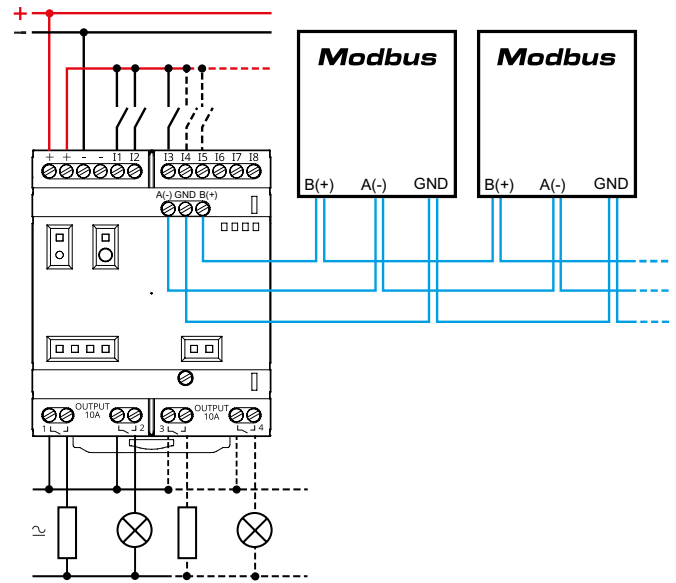 +
-
Modbus Modbus
+ + - - I1 I2 I3 I4 I5 I6 I7 I8
B(+) A(-) GND B(+) A(-) GND
A(-) GND B(+)
OUTPUT OUTPUT
10A 10A
1 2 3 4